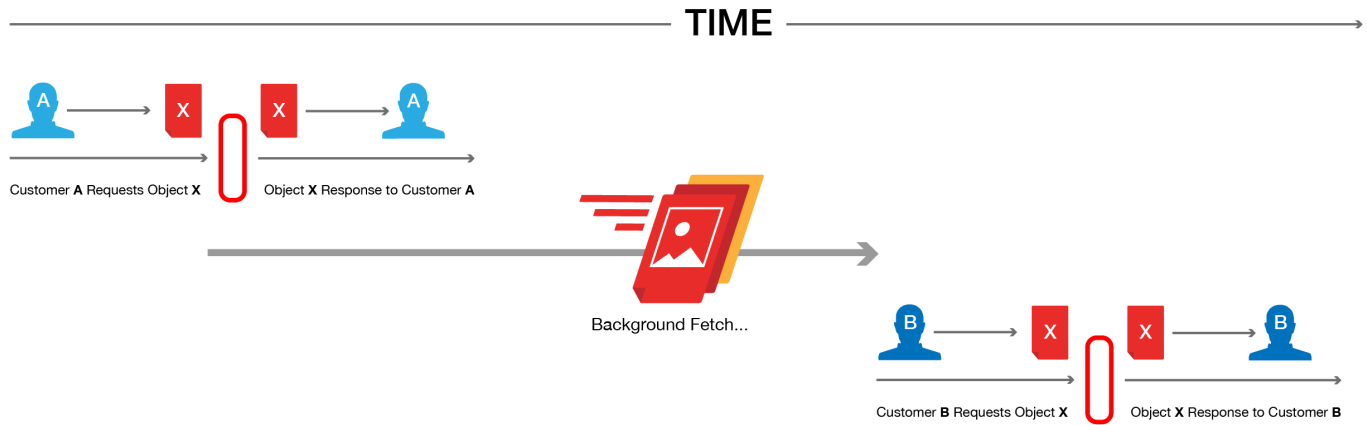 TIME
A
X
X
A
Customer A Requests Object X
Object X Response to Customer A
Background Fetch...
B
X
X
B
Customer B Requests Object X
Object X Response to Customer B